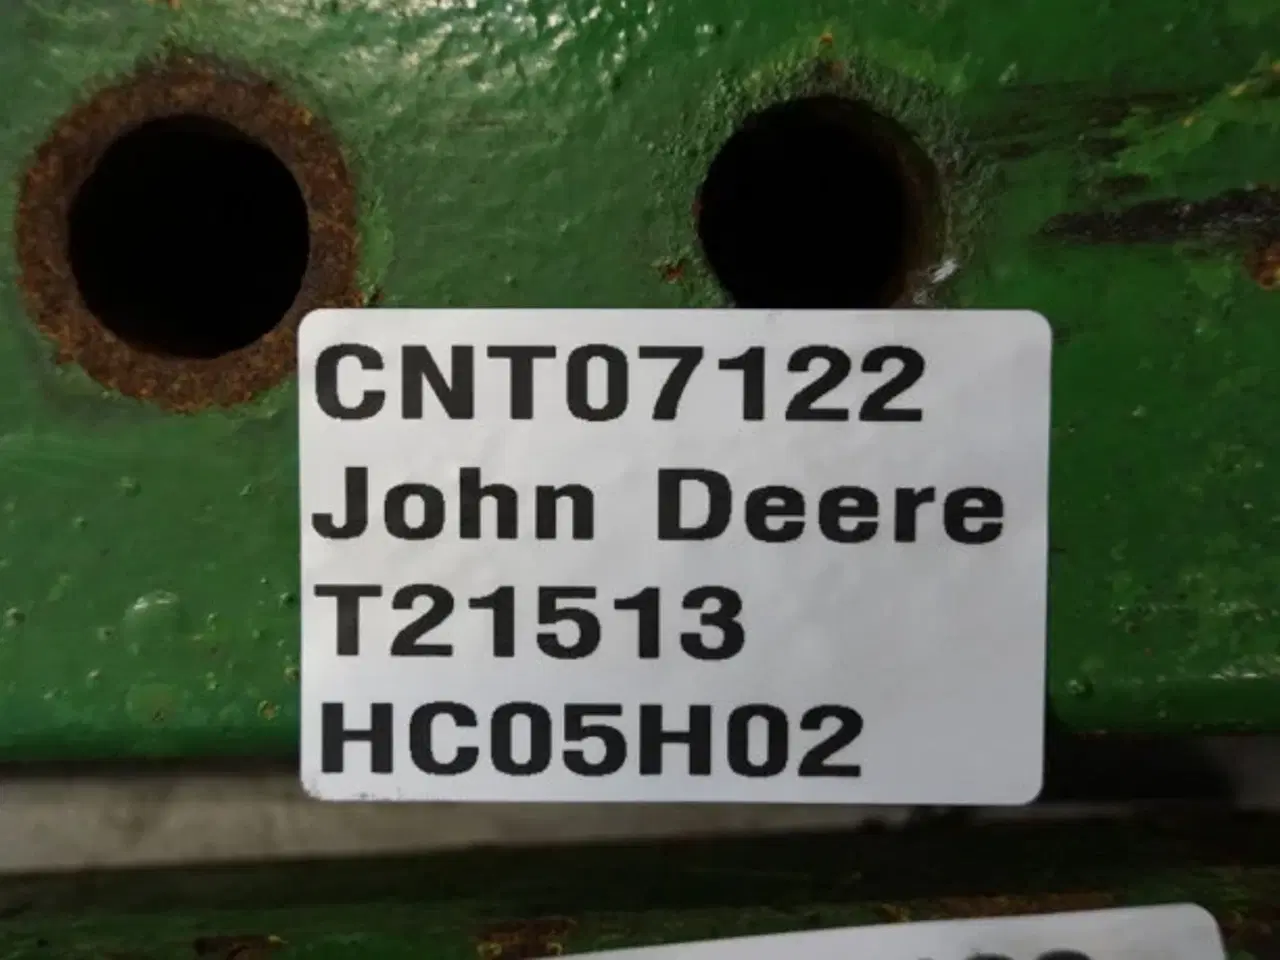 CNT07122
John Deere
T21513
HC05H02